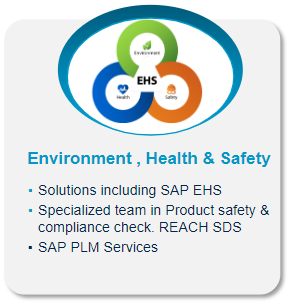 Environment
EHS
Health
Safety
Environment , Health & Safety
• Solutions including SAP EHS
• Specialized team in Product safety &
compliance check. REACH SDS
• SAP PLM Services